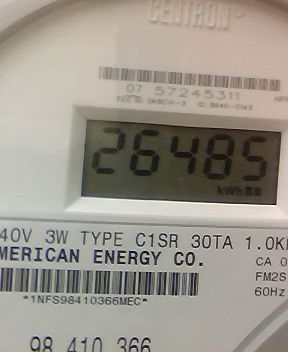 CENTRON
07 57245311
26485
kWh
40V 3W TYPE C1SR 30TA 1.0K
MERICAN ENERGY CO.
CA 0
FM2S
60Hz
*1NFS98410366MEC*
98 410 366